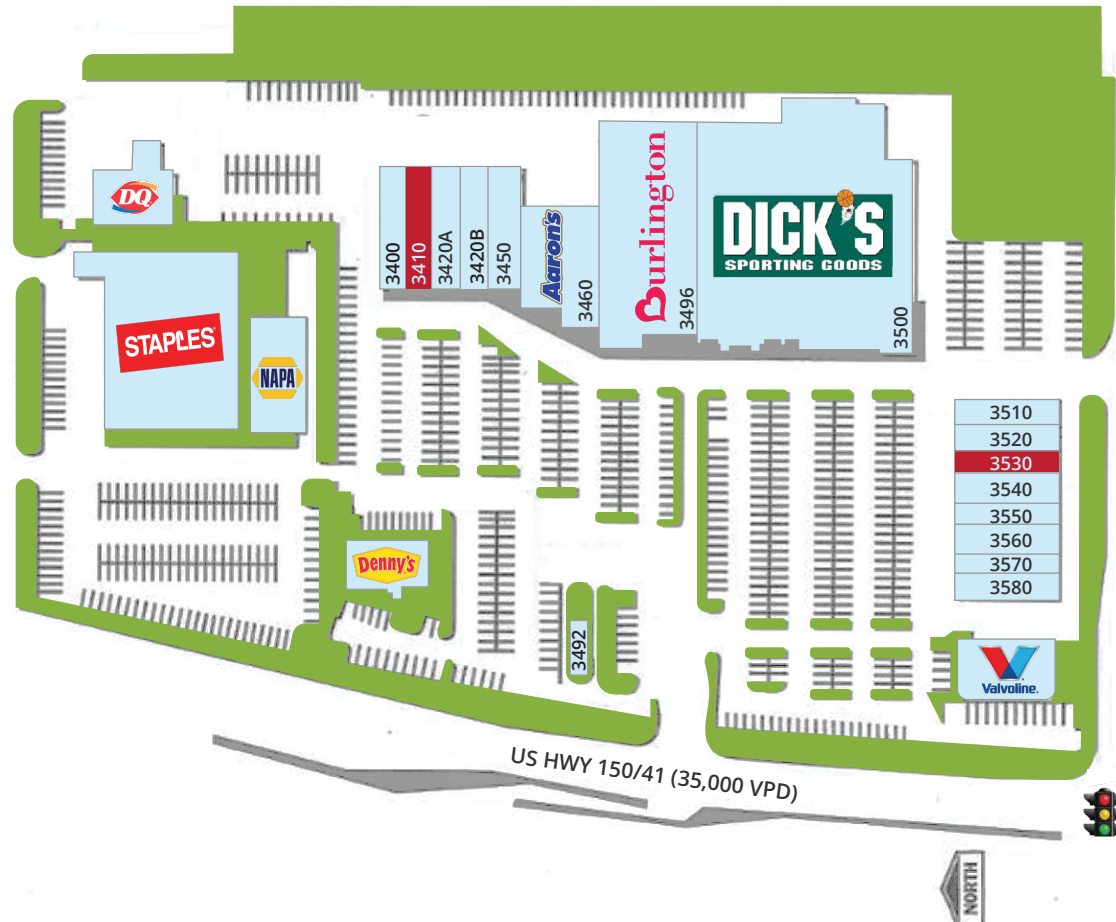 DQ
STAPLES
NAPA
3400
3410
3420A
3420B
3450
Aaron's
3460
Burlington
3496
DICK'S
SPORTING GOODS
3500
3510
3520
3530
3540
3550
3560
3570
3580
Denny's
3492
Valvoline.
US HWY 150/41 (35,000 VPD)
NORTH